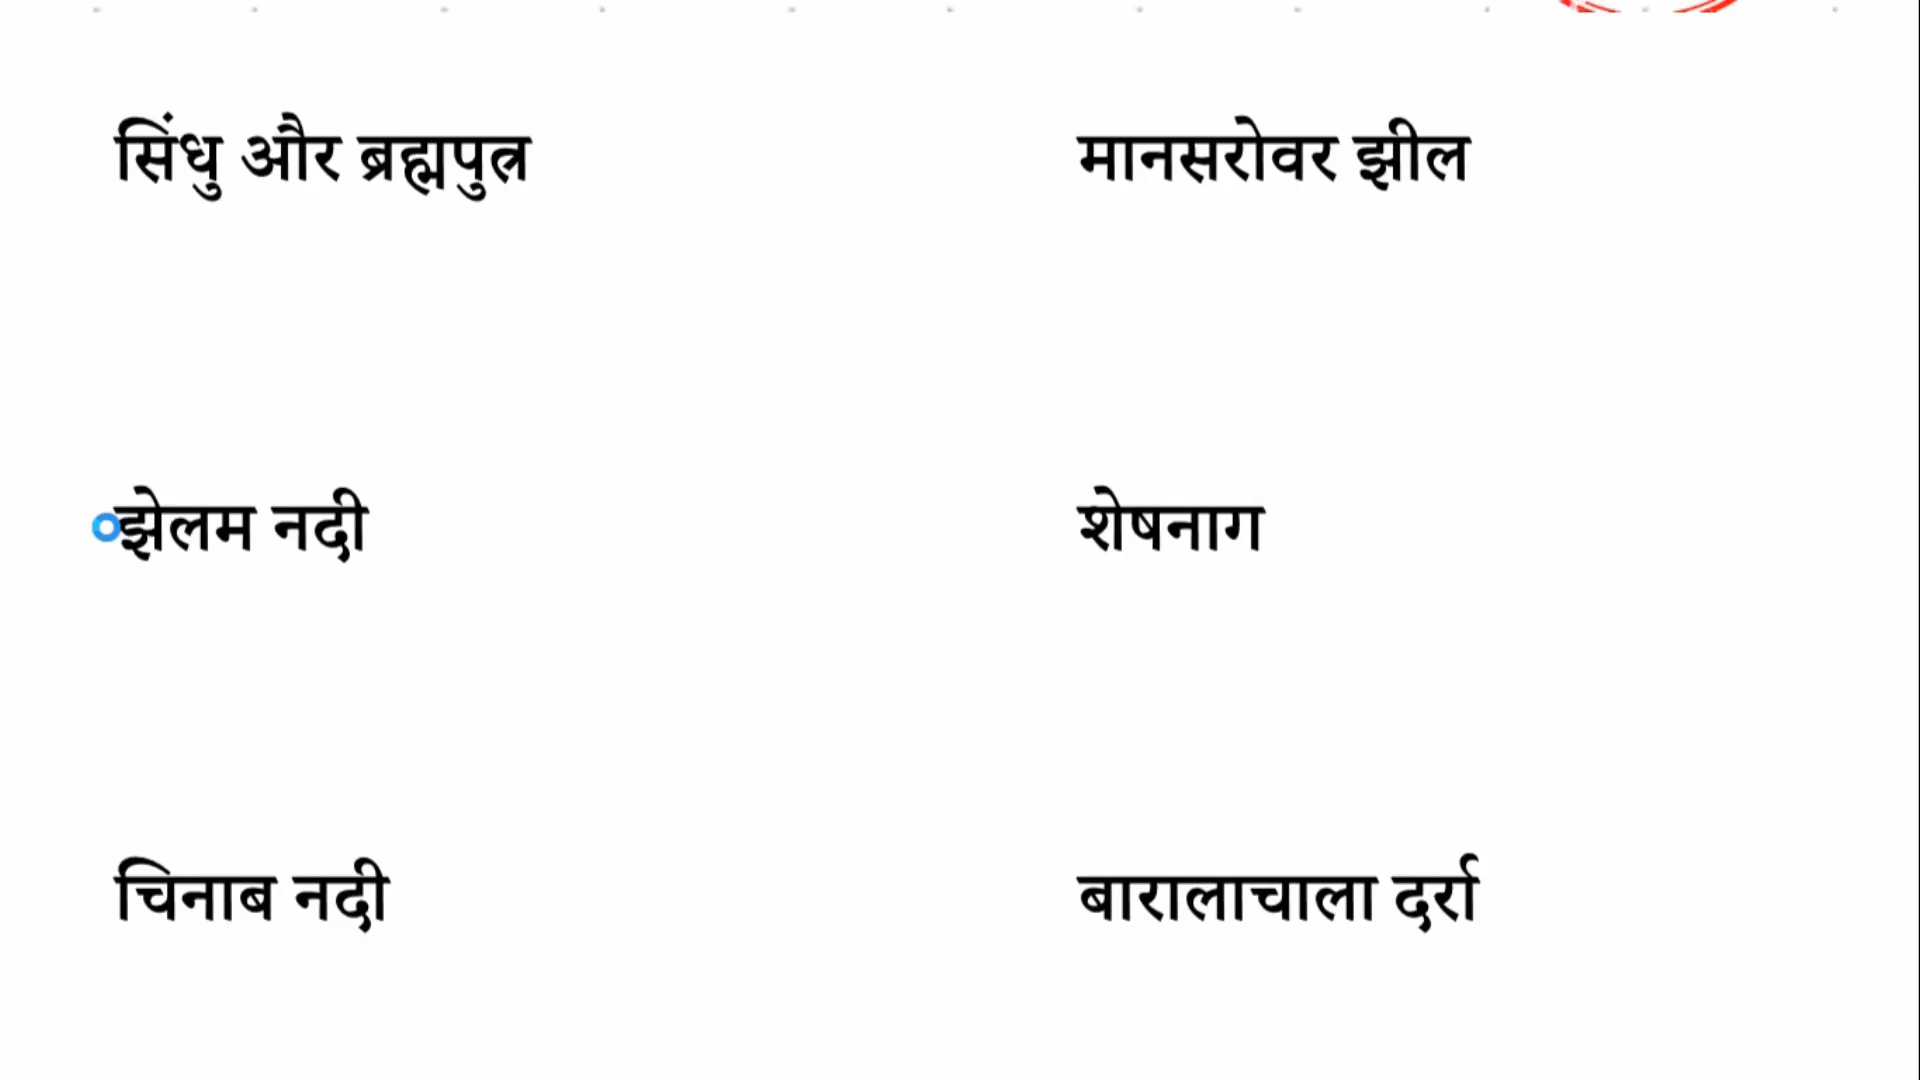 सिंधु और ब्रह्मपुत्र मानसरोवर झील
झेलम नदी शेषनाग
चिनाब नदी बारालाचाला दर्रा